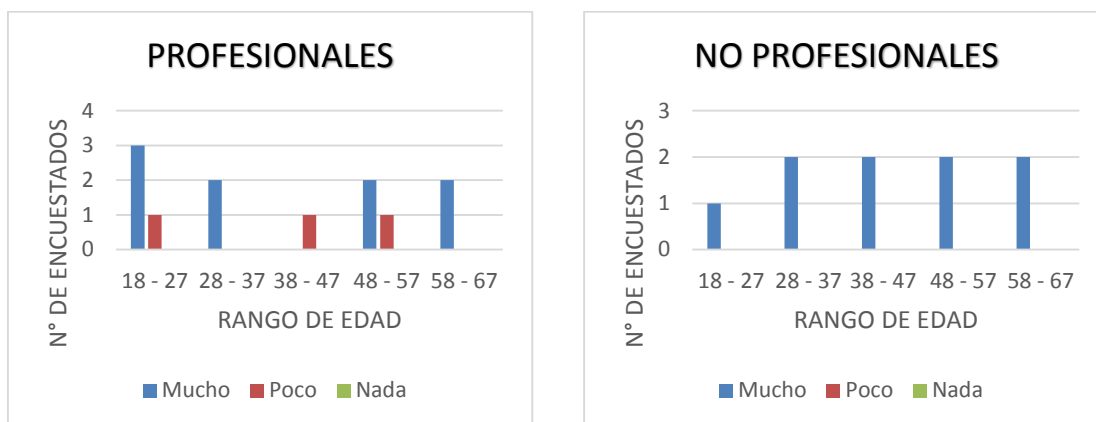 PROFESIONALES
N° DE ENCUESTADOS
4
3
2
1
0
18 - 27 28 - 37 38 - 47 48 - 57 58 - 67
RANGO DE EDAD
Mucho Poco Nada
NO PROFESIONALES
N° DE ENCUESTADOS
3
2
1
0
18 - 27 28 - 37 38 - 47 48 - 57 58 - 67
RANGO DE EDAD
Mucho Poco Nada